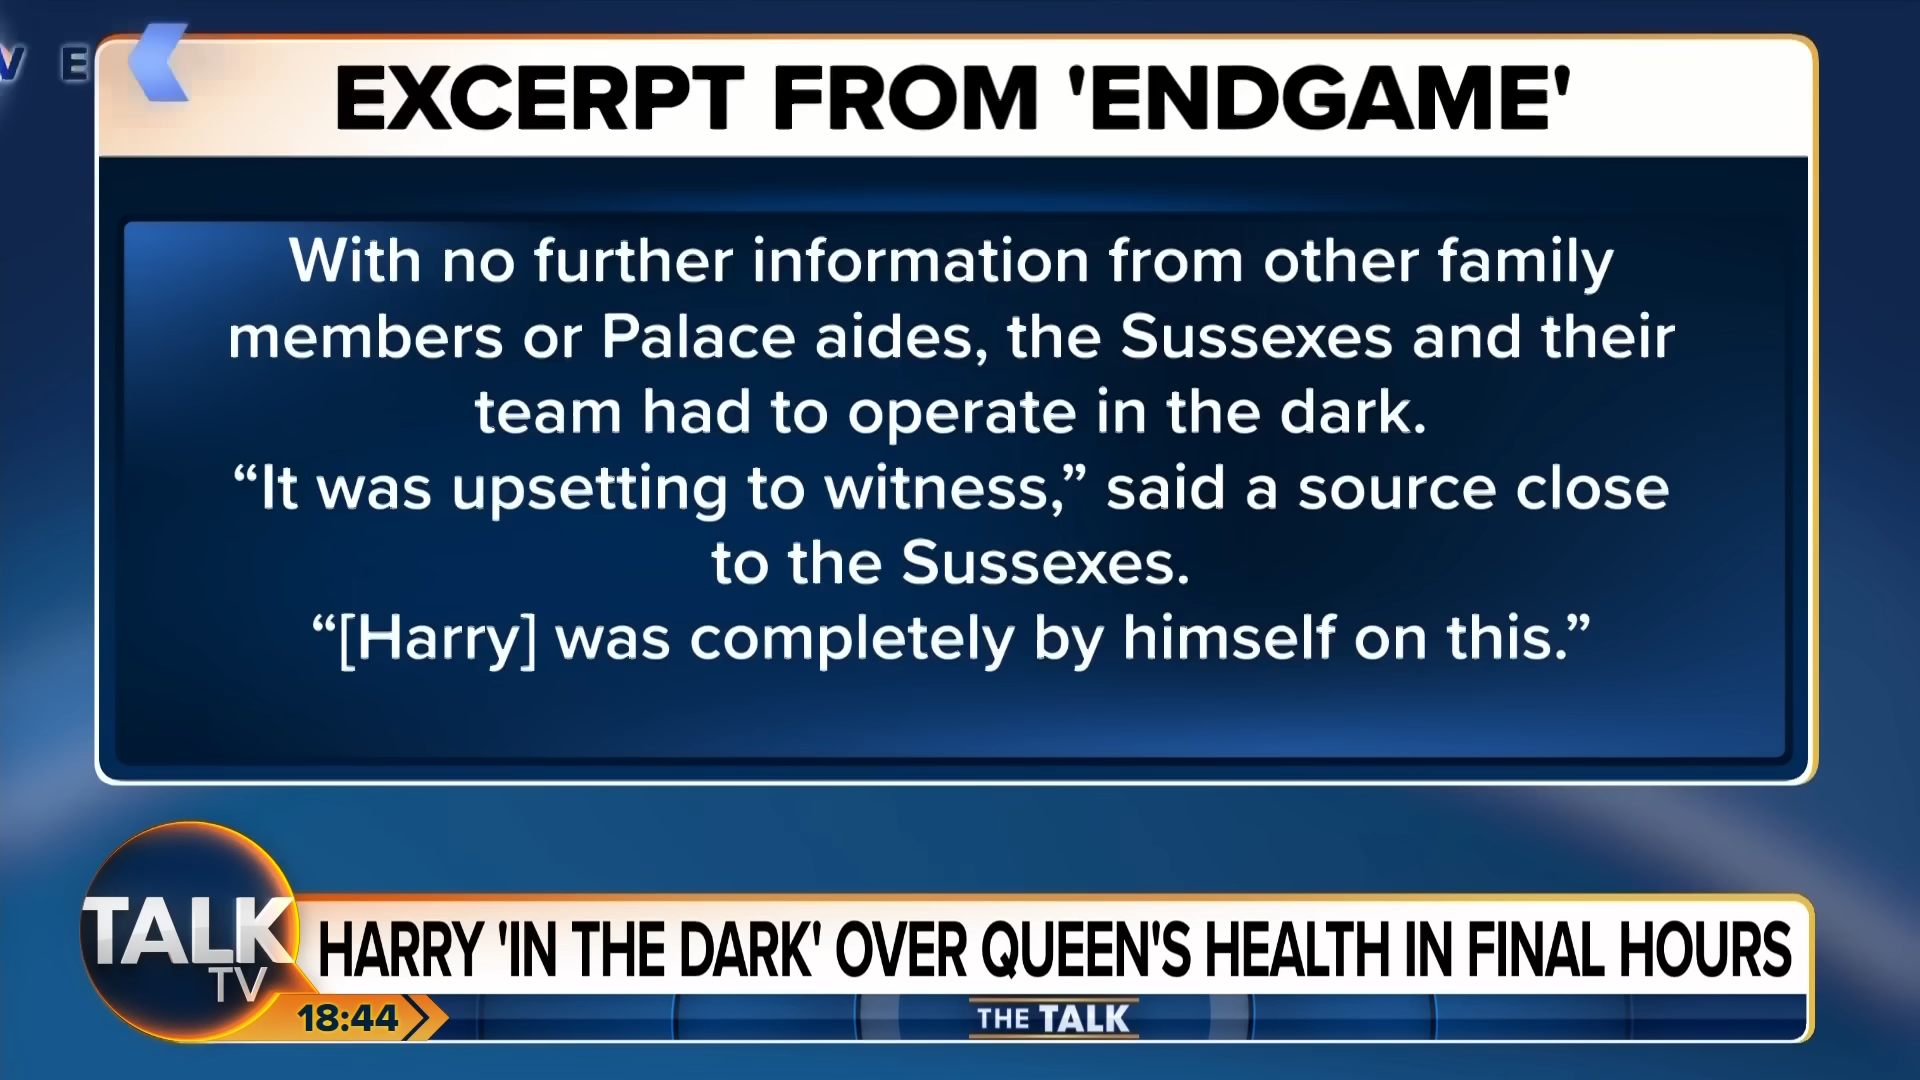 VE
EXCERPT FROM 'ENDGAME'
With no further information from other family
members or Palace aides, the Sussexes and their
team had to operate in the dark.
“It was upsetting to witness,” said a source close
to the Sussexes.
“[Harry] was completely by himself on this.”
TALK
TV
HARRY 'IN THE DARK' OVER QUEEN'S HEALTH IN FINAL HOURS
18:44
THE TALK